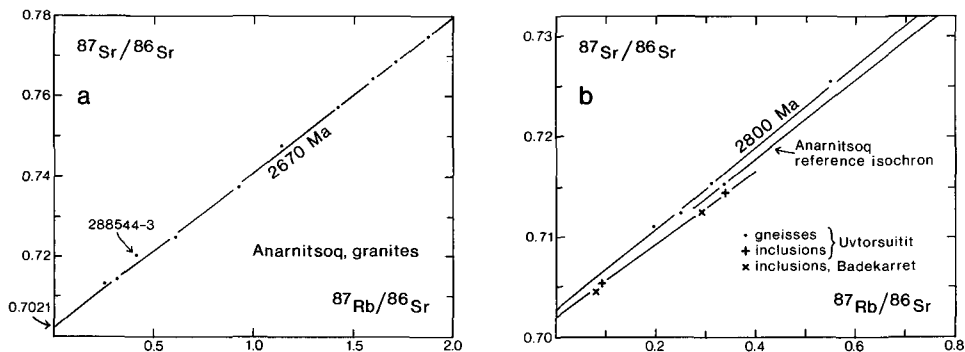 0.78
87Sr/86Sr
a
0.76
2670 Ma
0.74
288544-3
0.72
Anarnitsoq, granites
0.7021
87Rb/86Sr
0.5
1.0
1.5
2.0
0.73
87Sr/86Sr
b
2800 Ma
0.72
Anarnitsoq
reference isochron
0.71
· gneisses
+ inclusions
} Uvtorsuitit
× inclusions, Badekarret
87Rb/86Sr
0.70
0.2
0.4
0.6
0.8